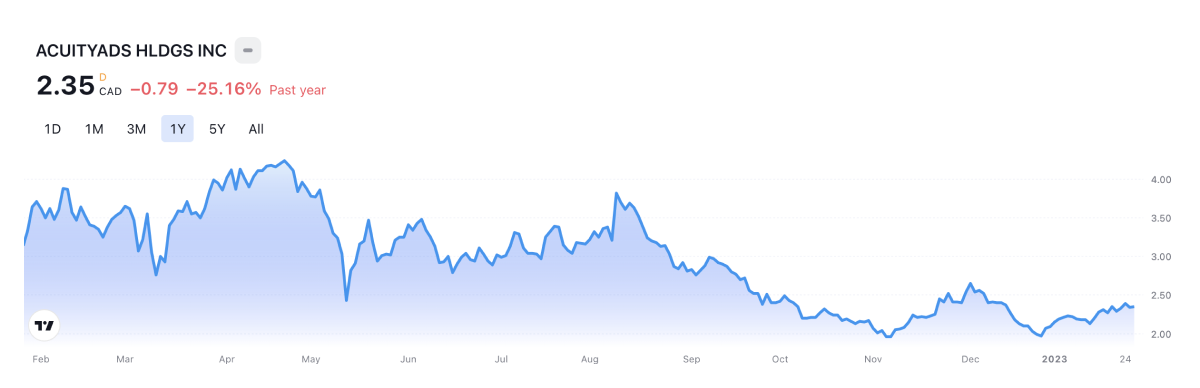 ACUITYADS HLDGS INC
2.35 D CAD −0.79 −25.16% Past year
1D 1M 3M 1Y 5Y All
4.00
3.50
3.00
2.50
2.00
Feb Mar Apr May Jun Jul Aug Sep Oct Nov Dec 2023 24